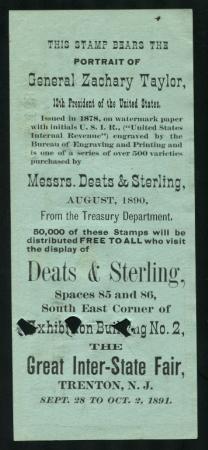 THIS STAMP BEARS THE
PORTRAIT OF
General Zachary Taylor,
12th President of the United States.
Issued in 1878, on watermark paper
with initials U. S. I. R., ("United States
Internal Revenue") engraved by the
Bureau of Engraving and Printing and
is one of a series of over 500 varieties
purchased by
Messrs. Deats & Sterling,
AUGUST, 1890,
From the Treasury Department.
50,000 of these Stamps will be
distributed FREE TO ALL who visit
the display of
Deats & Sterling,
Spaces 85 and 86,
South East Corner of
Exhibition Building No. 2,
THE
Great Inter-State Fair,
TRENTON, N. J.
SEPT. 28 TO OCT. 2, 1891.